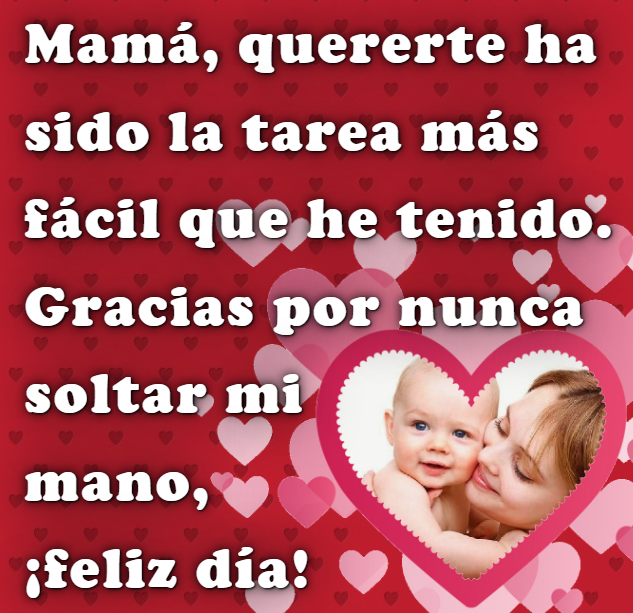 Mamá, quererte ha
sido la tarea más
fácil que he tenido.
Gracias por nunca
soltar mi
mano,
¡feliz día!